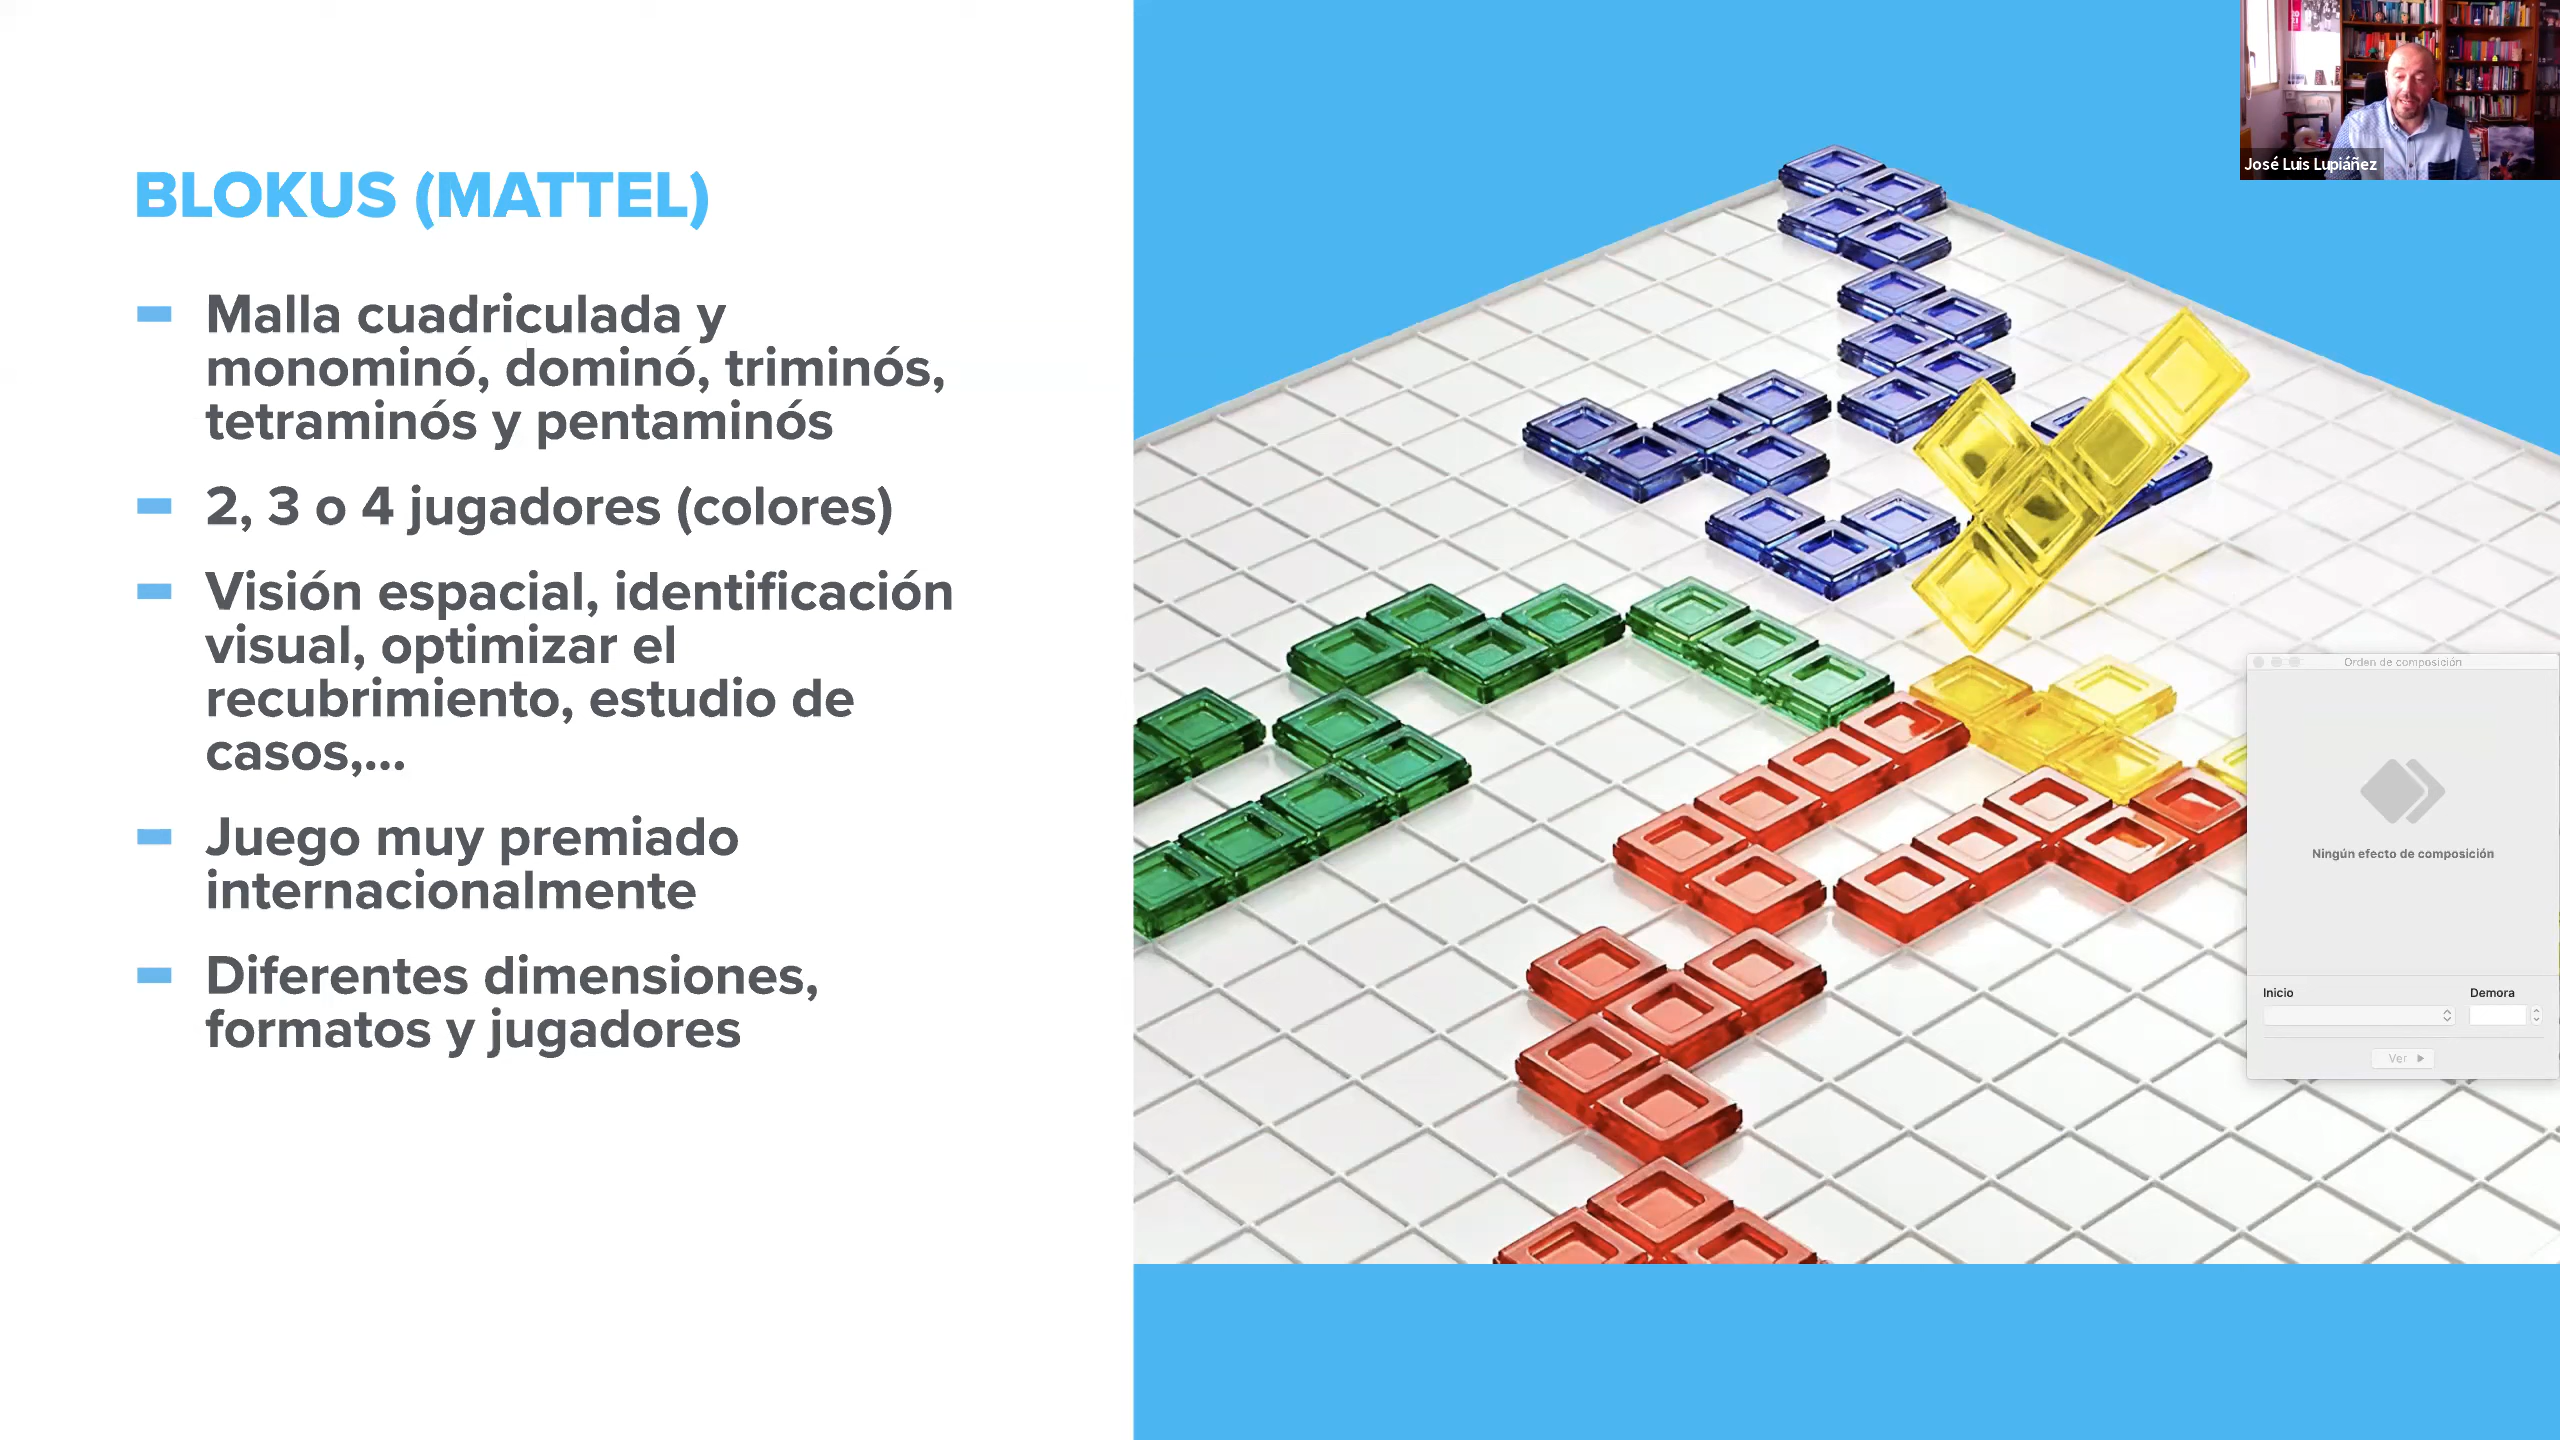 BLOKUS (MATTEL)
Malla cuadriculada y
monominó, dominó, triminós,
tetraminós y pentaminós
2, 3 o 4 jugadores (colores)
Visión espacial, identificación
visual, optimizar el
recubrimiento, estudio de
casos,...
Juego muy premiado
internacionalmente
Diferentes dimensiones,
formatos y jugadores
José Luis Lupiáñez
Orden de composición
Ningún efecto de composición
Inicio
Demora
Ver